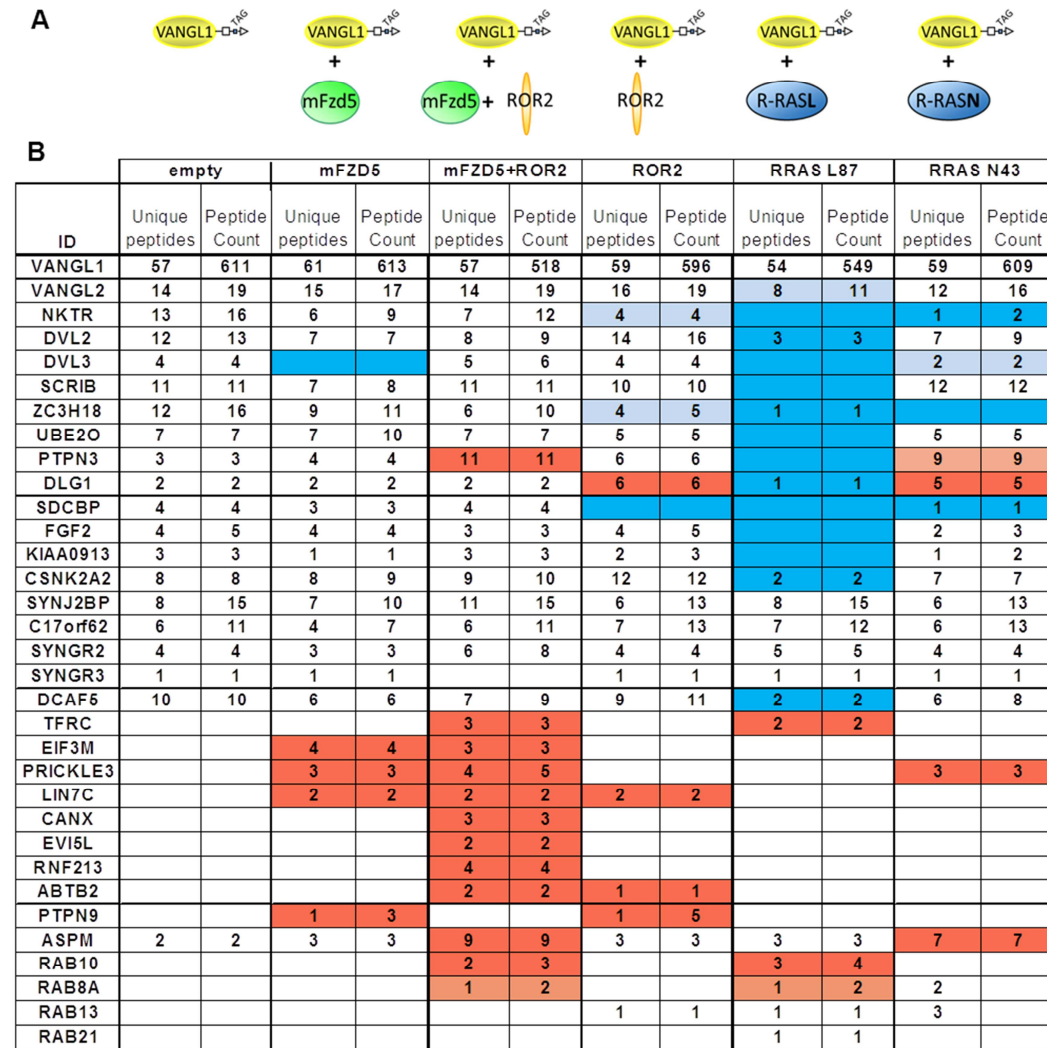 A
VANGL1 TAG VANGL1 TAG VANGL1 TAG VANGL1 TAG VANGL1 TAG VANGL1 TAG
+ + + + +
mFzd5 mFzd5 + ROR2 ROR2 R-RASL R-RASN
B
empty mFZD5 mFZD5+ROR2 ROR2 RRAS L87 RRAS N43
ID Unique peptides Peptide Count Unique peptides Peptide Count Unique peptides Peptide Count Unique peptides Peptide Count Unique peptides Peptide Count Unique peptides Peptide Count
VANGL1 57 611 61 613 57 518 59 596 54 549 59 609
VANGL2 14 19 15 17 14 19 16 19 8 11 12 16
NKTR 13 16 6 9 7 12 4 4 1 2
DVL2 12 13 7 7 8 9 14 16 3 3 7 9
DVL3 4 4 5 6 4 4 2 2
SCRIB 11 11 7 8 11 11 10 10 12 12
ZC3H18 12 16 9 11 6 10 4 5 1 1
UBE2O 7 7 7 10 7 7 5 5 5 5
PTPN3 3 3 4 4 11 11 6 6 9 9
DLG1 2 2 2 2 2 2 6 6 1 1 5 5
SDCBP 4 4 3 3 4 4 1 1
FGF2 4 5 4 4 3 3 4 5 2 3
KIAA0913 3 3 1 1 3 3 2 3 1 2
CSNK2A2 8 8 8 9 9 10 12 12 2 2 7 7
SYNJ2BP 8 15 7 10 11 15 6 13 8 15 6 13
C17orf62 6 11 4 7 6 11 7 13 7 12 6 13
SYNGR2 4 4 3 3 6 8 4 4 5 5 4 4
SYNGR3 1 1 1 1 1 1 1 1 1 1
DCAF5 10 10 6 6 7 9 9 11 2 2 6 8
TFRC 3 3 2 2
EIF3M 4 4 3 3
PRICKLE3 3 3 4 5 3 3
LIN7C 2 2 2 2 2 2
CANX 3 3
EVI5L 2 2
RNF213 4 4
ABTB2 2 2 1 1
PTPN9 1 3 1 5
ASPM 2 2 3 3 9 9 3 3 3 3 7 7
RAB10 2 3 3 4
RAB8A 1 2 1 2 2
RAB13 1 1 1 1 3
RAB21 1 1